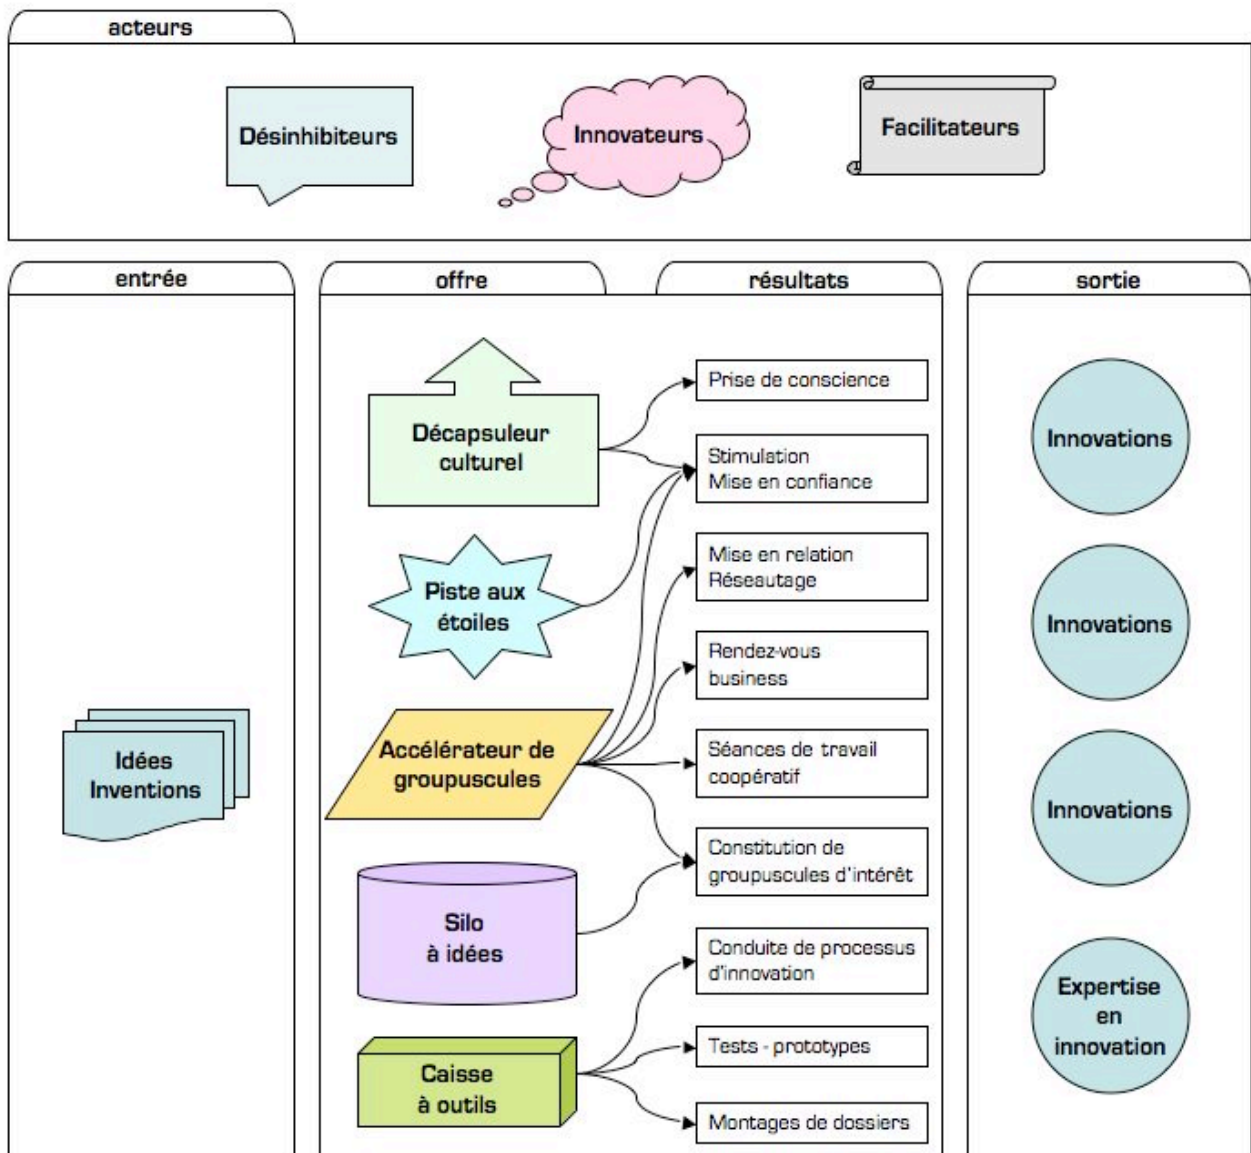 acteurs
Désinhibiteurs
Innovateurs
Facilitateurs
entrée
offre
résultats
sortie
Idées
Inventions
Décapsuleur
culturel
Piste aux
étoiles
Accélérateur de
groupuscules
Silo
à idées
Caisse
à outils
Prise de conscience
Stimulation
Mise en confiance
Mise en relation
Réseautage
Rendez-vous
business
Séances de travail
coopératif
Constitution de
groupuscules d'intérêt
Conduite de processus
d'innovation
Tests - prototypes
Montages de dossiers
Innovations
Innovations
Innovations
Expertise
en
innovation